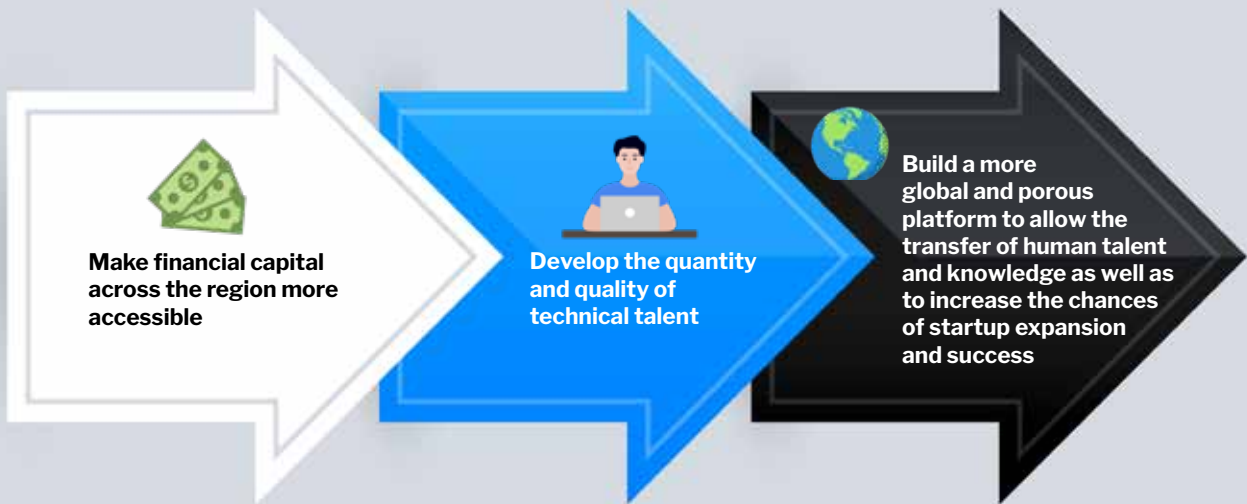 Make financial capital
across the region more
accessible
Develop the quantity
and quality of
technical talent
Build a more
global and porous
platform to allow the
transfer of human talent
and knowledge as well as
to increase the chances
of startup expansion
and success